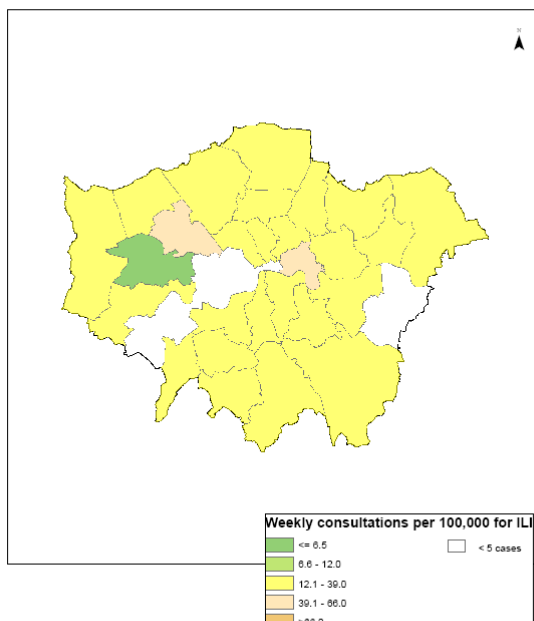 N
Weekly consultations per 100,000 for ILI
<= 6.5
< 5 cases
6.6 - 12.0
12.1 - 39.0
39.1 - 66.0